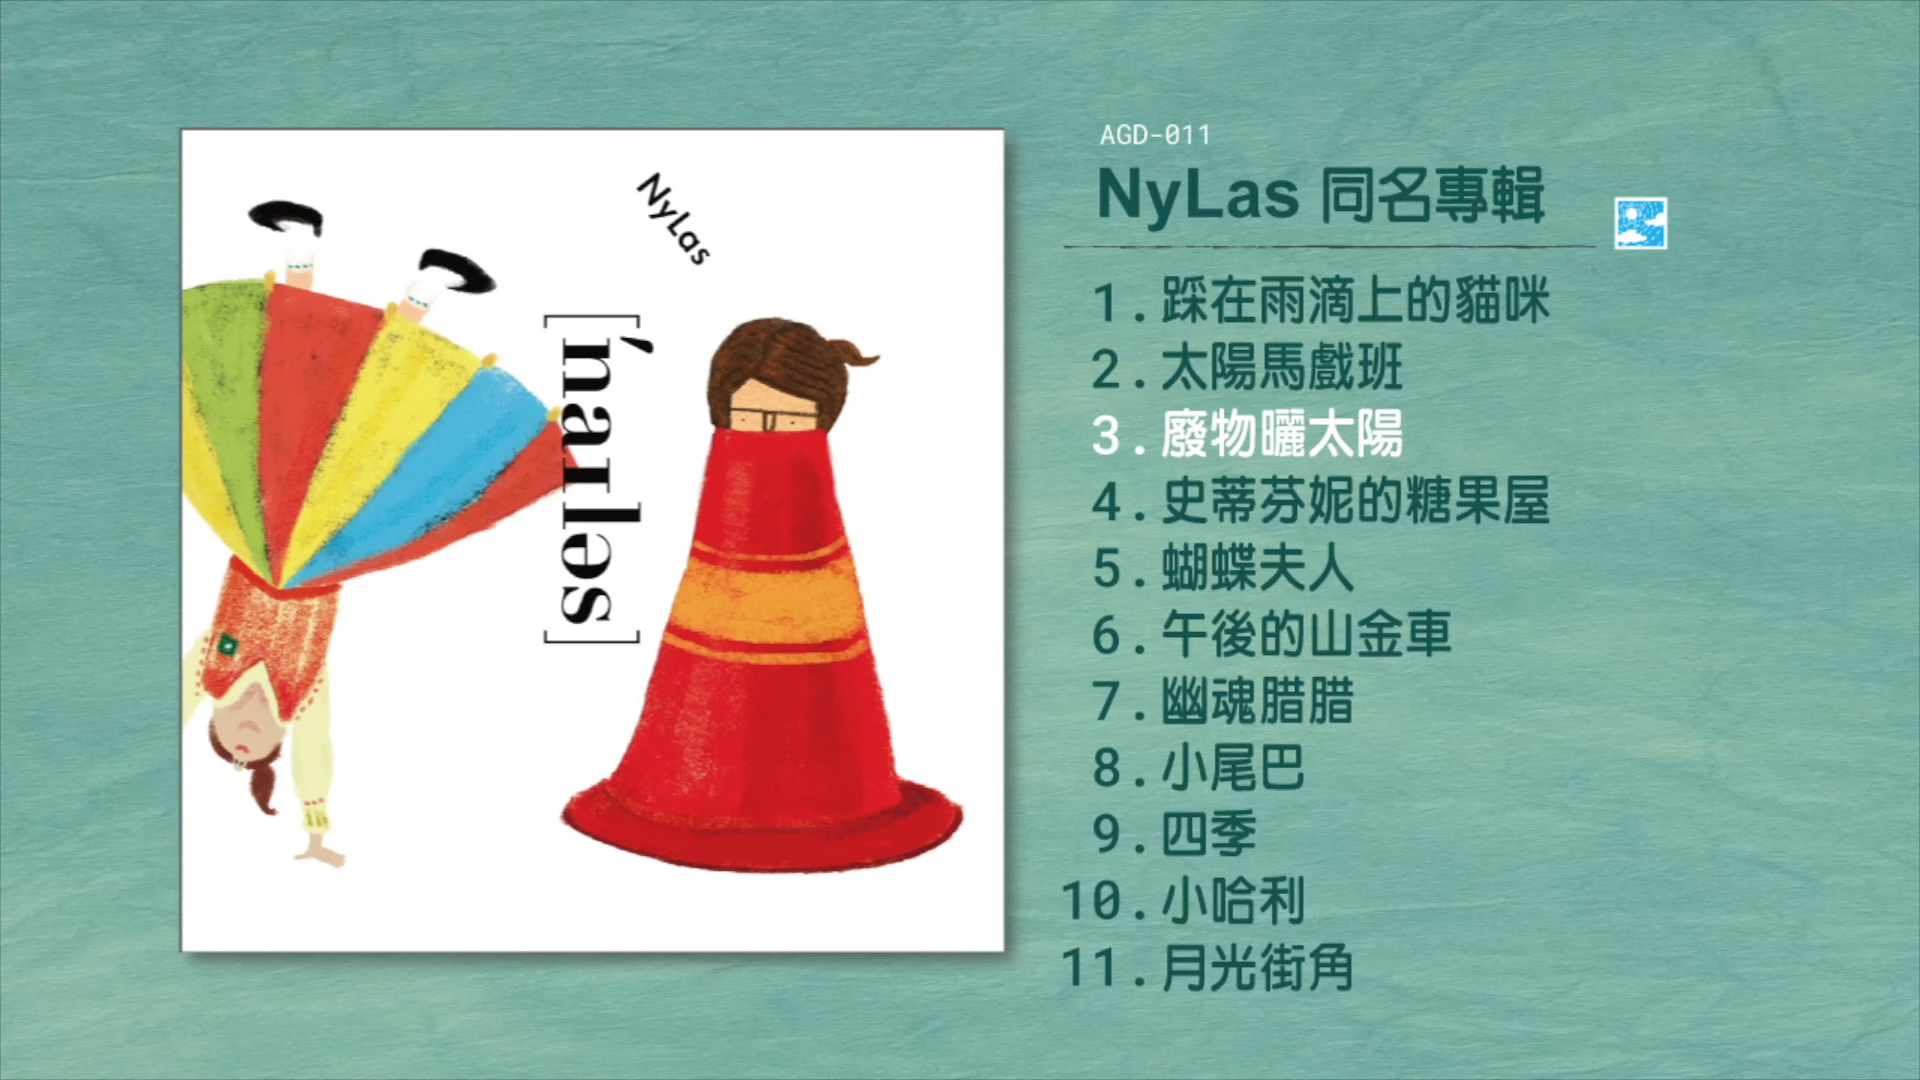 NyLas
[ˊnaɪles]
AGD-011
NyLas 同名專輯
1. 踩在雨滴上的貓咪
2. 太陽馬戲班
3. 廢物曬太陽
4. 史蒂芬妮的糖果屋
5. 蝴蝶夫人
6. 午後的山金車
7. 幽魂腊腊
8. 小尾巴
9. 四季
10. 小哈利
11. 月光街角